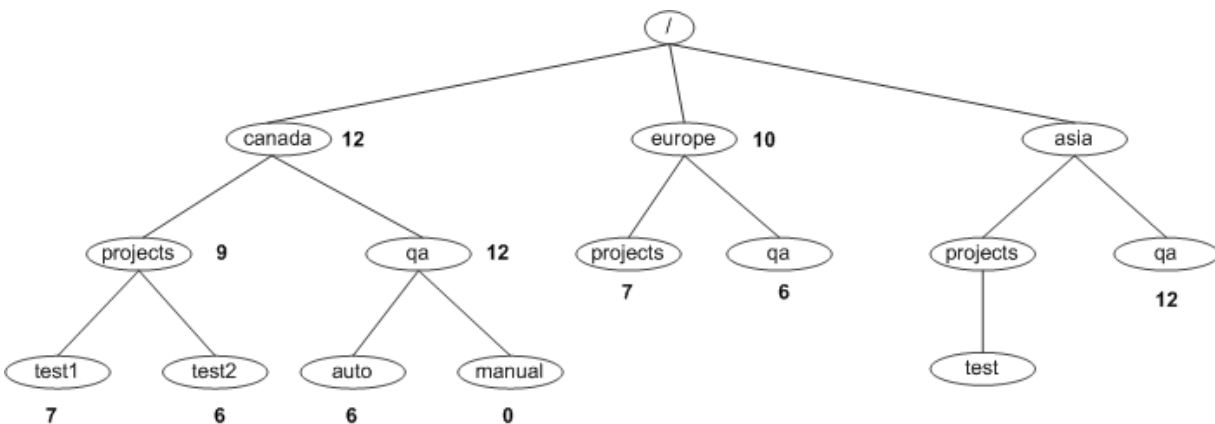 /
canada 12 europe 10 asia
projects 9 qa 12 projects qa projects qa
7 6 12
test1 test2 auto manual test
7 6 6 0